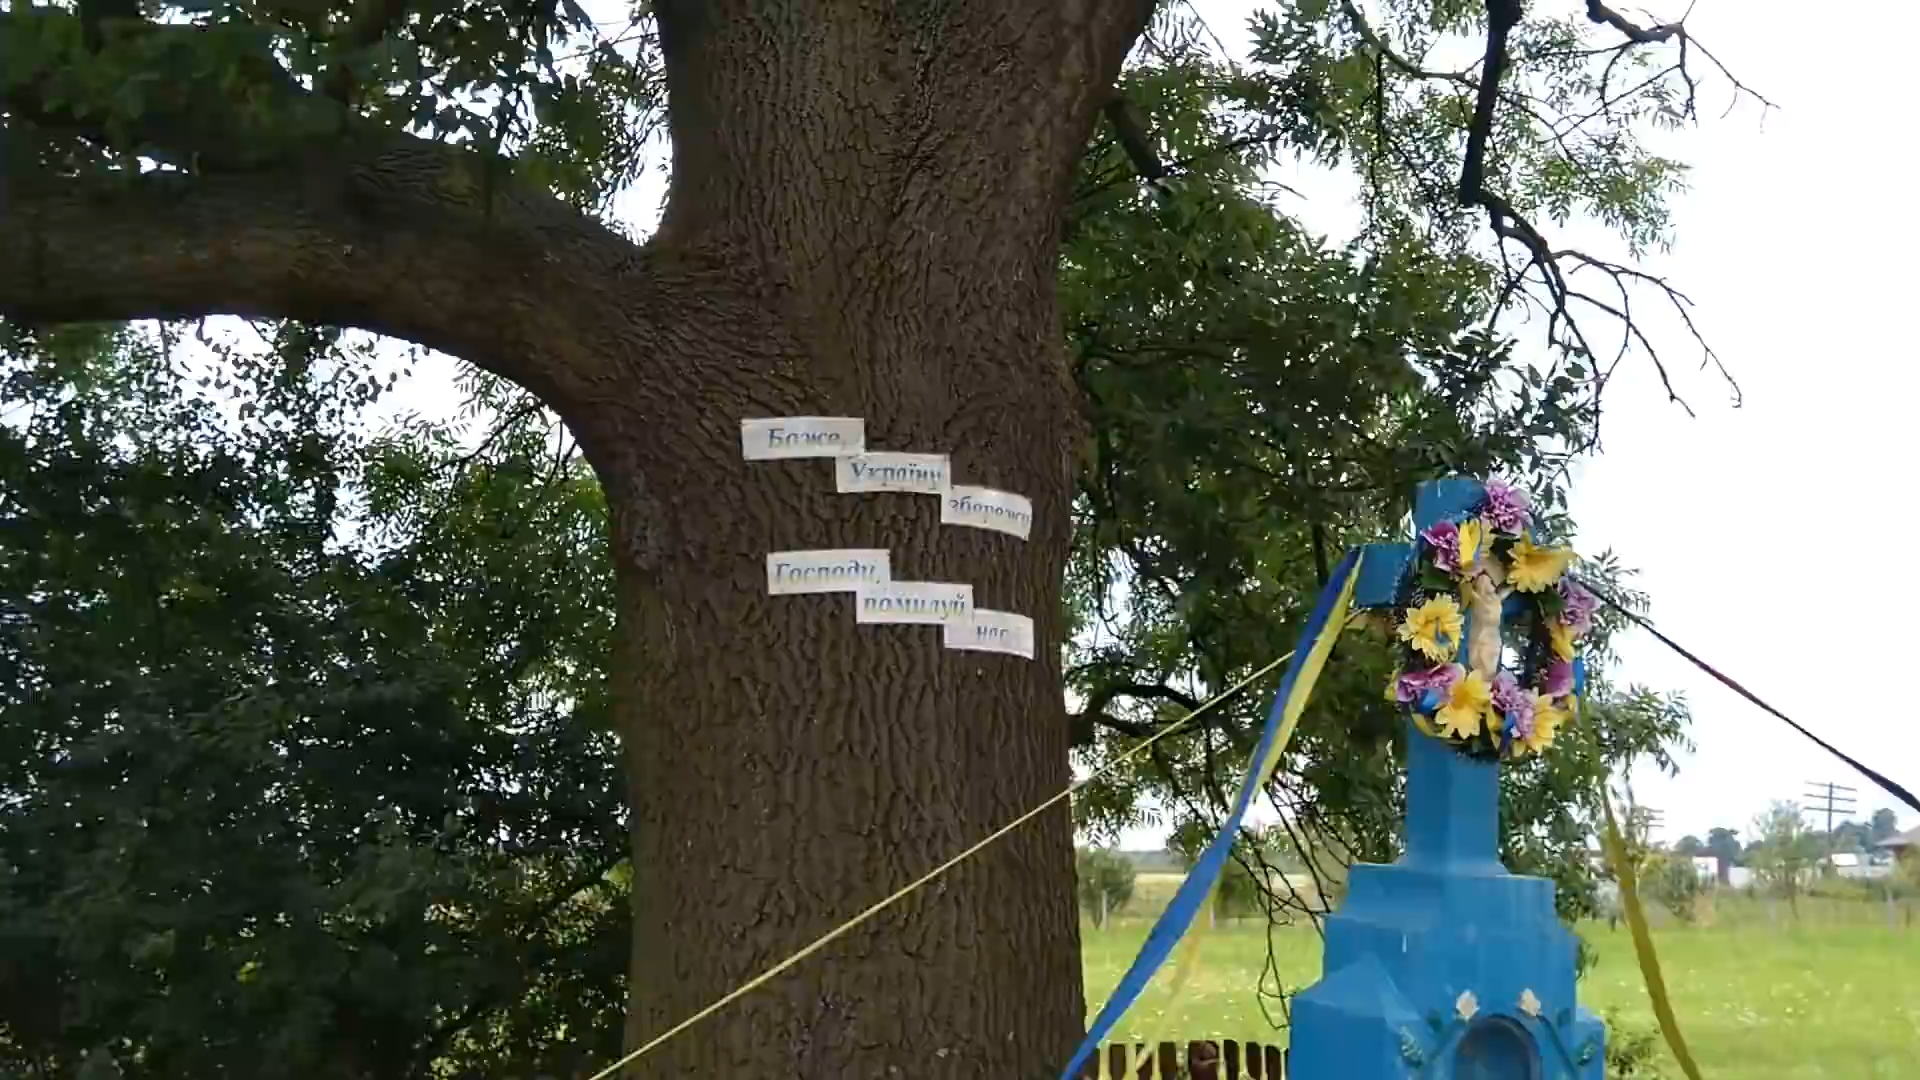 Боже,
Україну
збережи
Господи,
помилуй
нас